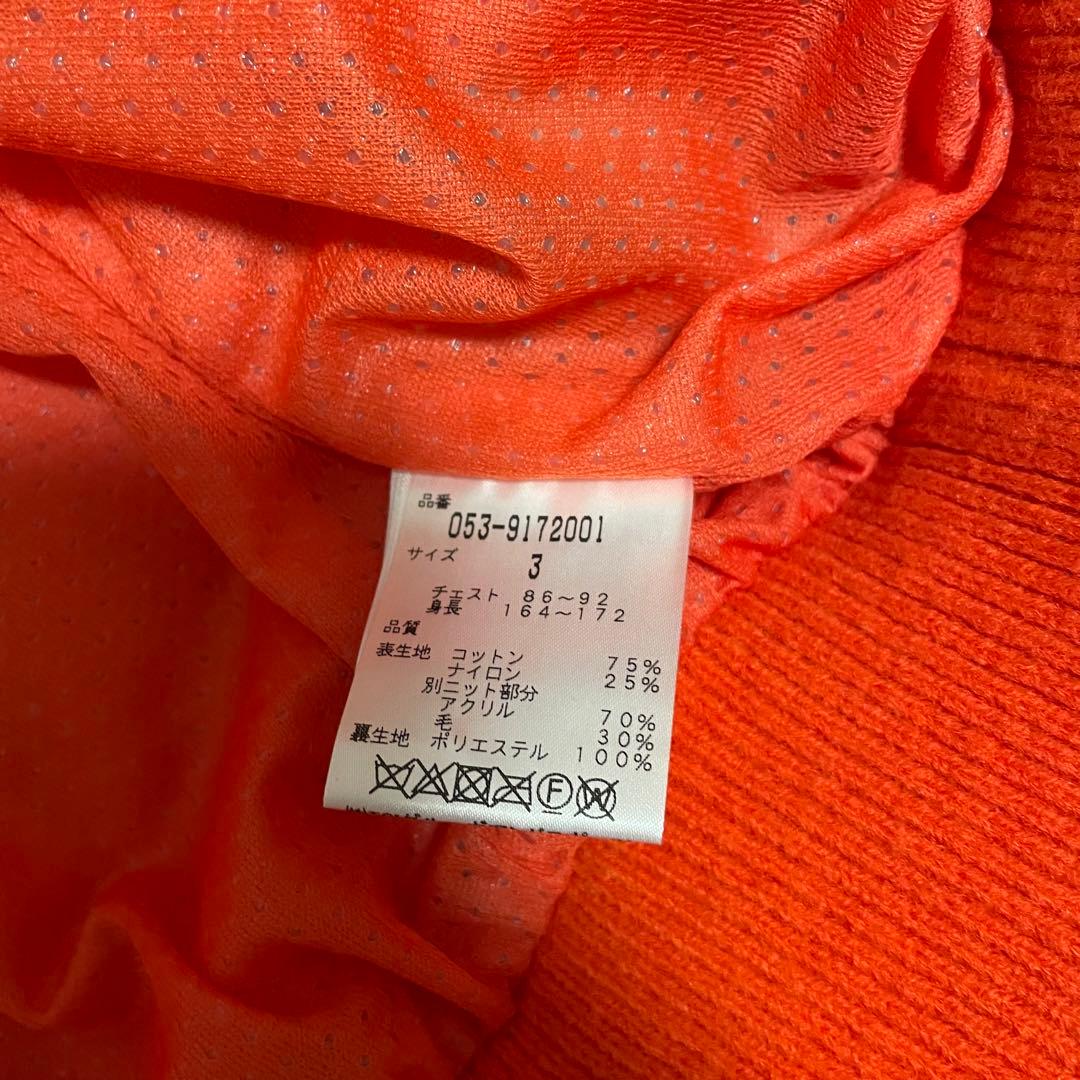 品番
053-9172001
サイズ
3
チェスト 86～92
身長 164～172
品質
表生地 コットン 75%
ナイロン 25%
別ニット部分
アクリル 70%
毛 30%
裏生地 ポリエステル 100%
F W